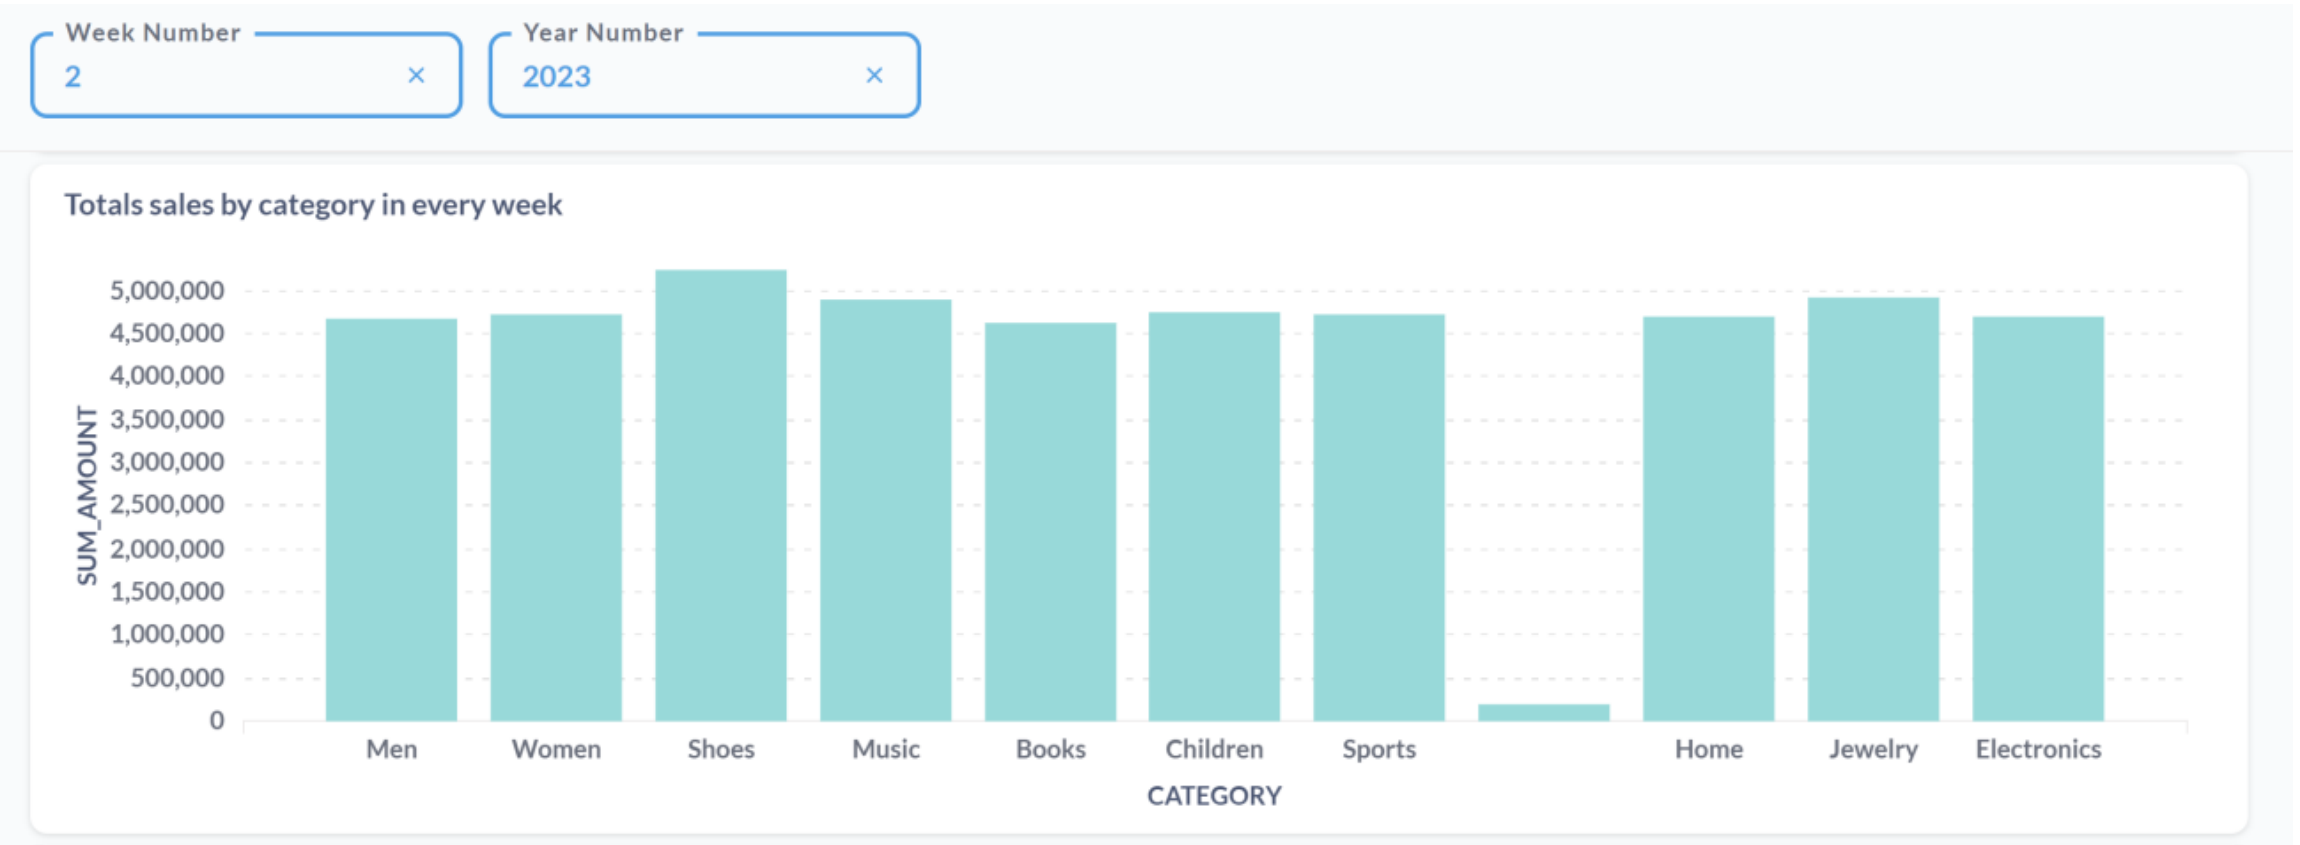 Week Number
2
Year Number
2023
Totals sales by category in every week
5,000,000
4,500,000
4,000,000
3,500,000
3,000,000
2,500,000
2,000,000
1,500,000
1,000,000
500,000
0
SUM_AMOUNT
Men Women Shoes Music Books Children Sports Home Jewelry Electronics
CATEGORY